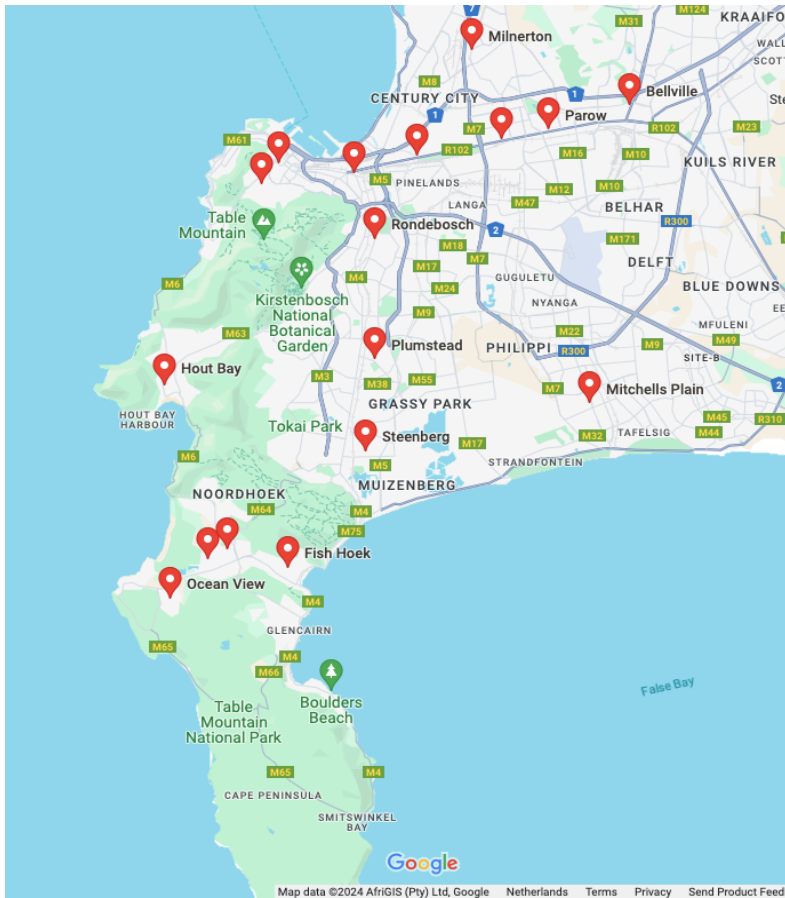 7
M31
M124
KRAAIFO
Milnerton
WAL
SCOTT
M8
CENTURY CITY
1
Bellville
Ste
1
Parow
M61
M7
R102
M23
R102
M16
M10
KUILS RIVER
M5
PINELANDS
M12
M10
Table
Mountain
LANGA
M47
BELHAR
Rondebosch
2
R300
M18
M171
M4
M17
M7
DELFT
M6
GUGULETU
M24
BLUE DOWNS
Kirstenbosch
National
Botanical
Garden
M9
NYANGA
MFULENI
EE
M63
M22
M49
Plumstead
PHILIPPI
R300
M9
SITE-B
Hout Bay
M3
M38
M55
M7
Mitchells Plain
2
GRASSY PARK
HOUT BAY
HARBOUR
Tokai Park
M45
R310
Steenberg
M17
M32
TAFELSIG
M44
M6
M5
STRANDFONTEIN
MUIZENBERG
NOORDHOEK
M64
M4
M75
Fish Hoek
Ocean View
M4
GLENCAIRN
M65
M4
M66
Boulders
Beach
False Bay
Table
Mountain
National Park
M65
M4
CAPE PENINSULA
SMITSWINKEL
BAY
Google
Map data ©2024 AfriGIS (Pty) Ltd, Google Netherlands Terms Privacy Send Product Feed